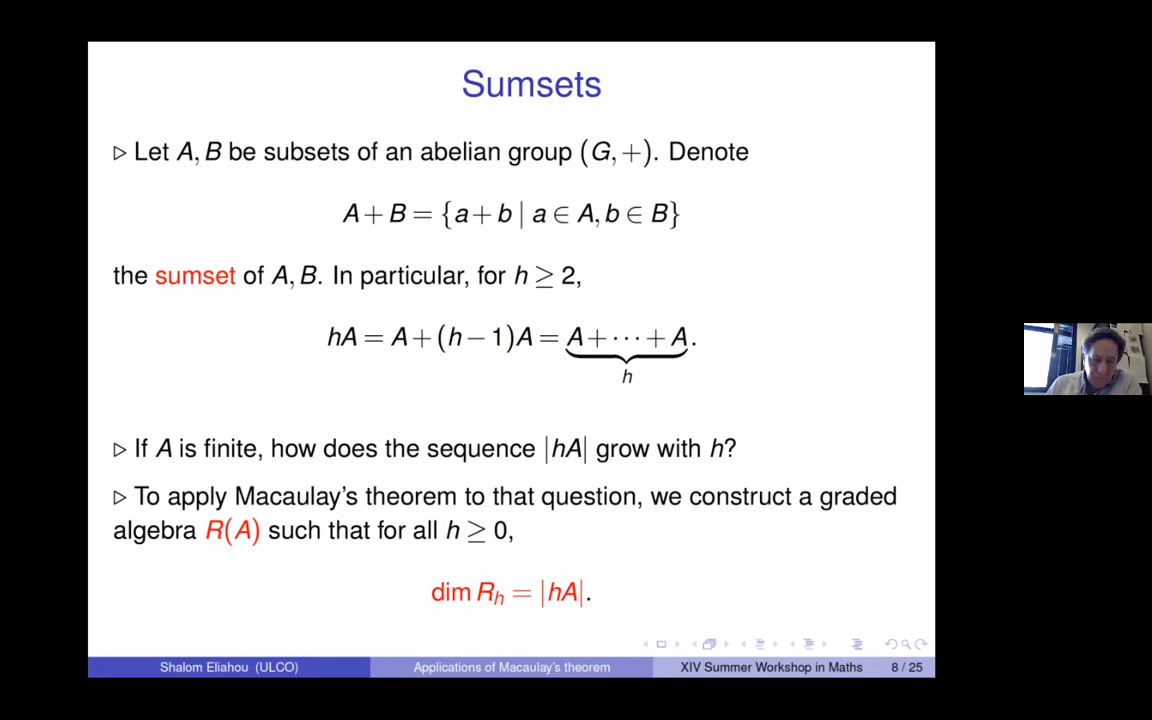 Sumsets
▷ Let A, B be subsets of an abelian group (G, +). Denote
A + B = {a + b | a ∈ A, b ∈ B}
the sumset of A, B. In particular, for h ≥ 2,
hA = A + (h − 1)A = A + ··· + A.
h
▷ If A is finite, how does the sequence |hA| grow with h?
▷ To apply Macaulay's theorem to that question, we construct a graded
algebra R(A) such that for all h ≥ 0,
dim R_h = |hA|.
Shalom Eliahou (ULCO) Applications of Macaulay's theorem XIV Summer Workshop in Maths 8 / 25